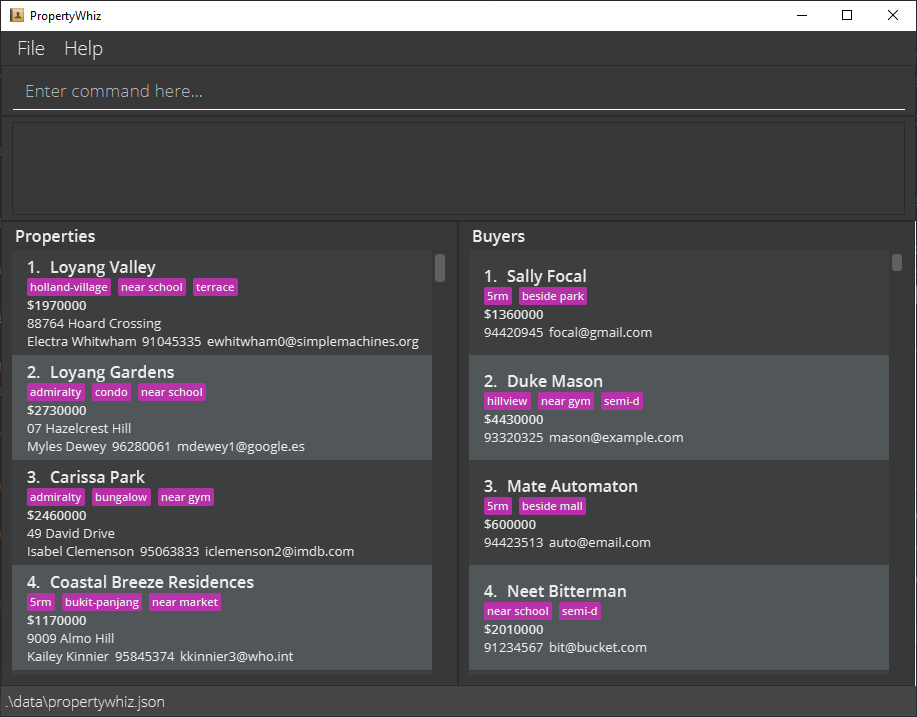 PropertyWhiz
File Help
Enter command here...
Properties
1. Loyang Valley
holland-village near school terrace
$1970000
88764 Hoard Crossing
Electra Whitwham 91045335 ewhitwham0@simplemachines.org
2. Loyang Gardens
admiralty condo near school
$2730000
07 Hazelcrest Hill
Myles Dewey 96280061 mdewey1@google.es
3. Carissa Park
admiralty bungalow near gym
$2460000
49 David Drive
Isabel Clemenson 95063833 iclemenson2@imdb.com
4. Coastal Breeze Residences
5rm bukit-panjang near market
$1170000
9009 Almo Hill
Kailey Kinnier 95845374 kkinnier3@who.int
Buyers
1. Sally Focal
5rm beside park
$1360000
94420945 focal@gmail.com
2. Duke Mason
hillview near gym semi-d
$4430000
93320325 mason@example.com
3. Mate Automaton
5rm beside mall
$600000
94423513 auto@email.com
4. Neet Bitterman
near school semi-d
$2010000
91234567 bit@bucket.com
.\data\propertywhiz.json